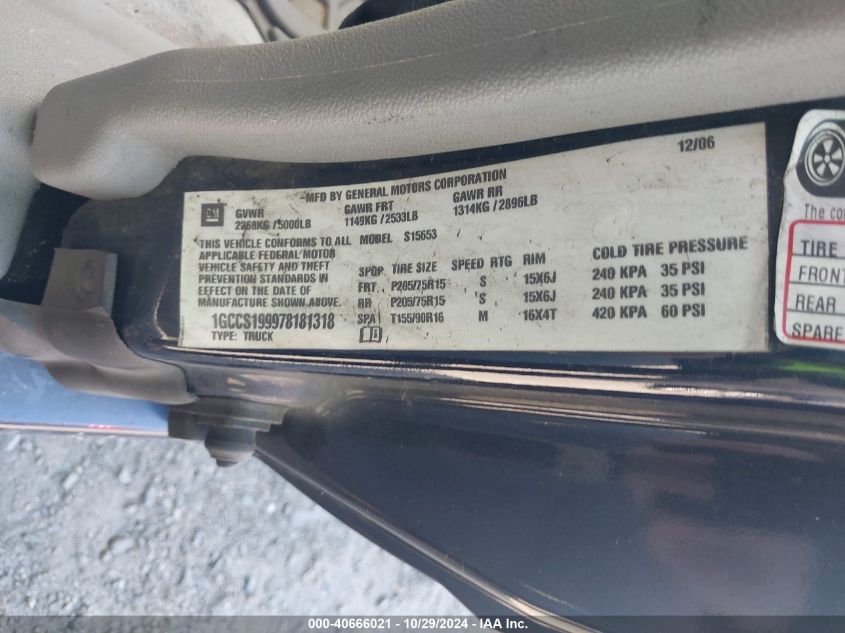 12/06
MFD BY GENERAL MOTORS CORPORATION
GM GVWR GAWR FRT GAWR RR
2268KG / 5000LB 1149KG / 2533LB 1314KG / 2896LB
THIS VEHICLE CONFORMS TO ALL MODEL S15653
APPLICABLE FEDERAL MOTOR
VEHICLE SAFETY AND THEFT
PREVENTION STANDARDS IN
EFFECT ON THE DATE OF
MANUFACTURE SHOWN ABOVE.
1GCCS199978181318
TYPE: TRUCK
TIRE SIZE SPEED RTG RIM COLD TIRE PRESSURE
FRT P205/75R15 S 15X6J 240 KPA 35 PSI
RR P205/75R15 S 15X6J 240 KPA 35 PSI
SPA T155/90R16 M 16X4T 420 KPA 60 PSI
The
TIRE
FRONT
REAR
SPARE
000-40666021 - 10/29/2024 - IAA Inc.